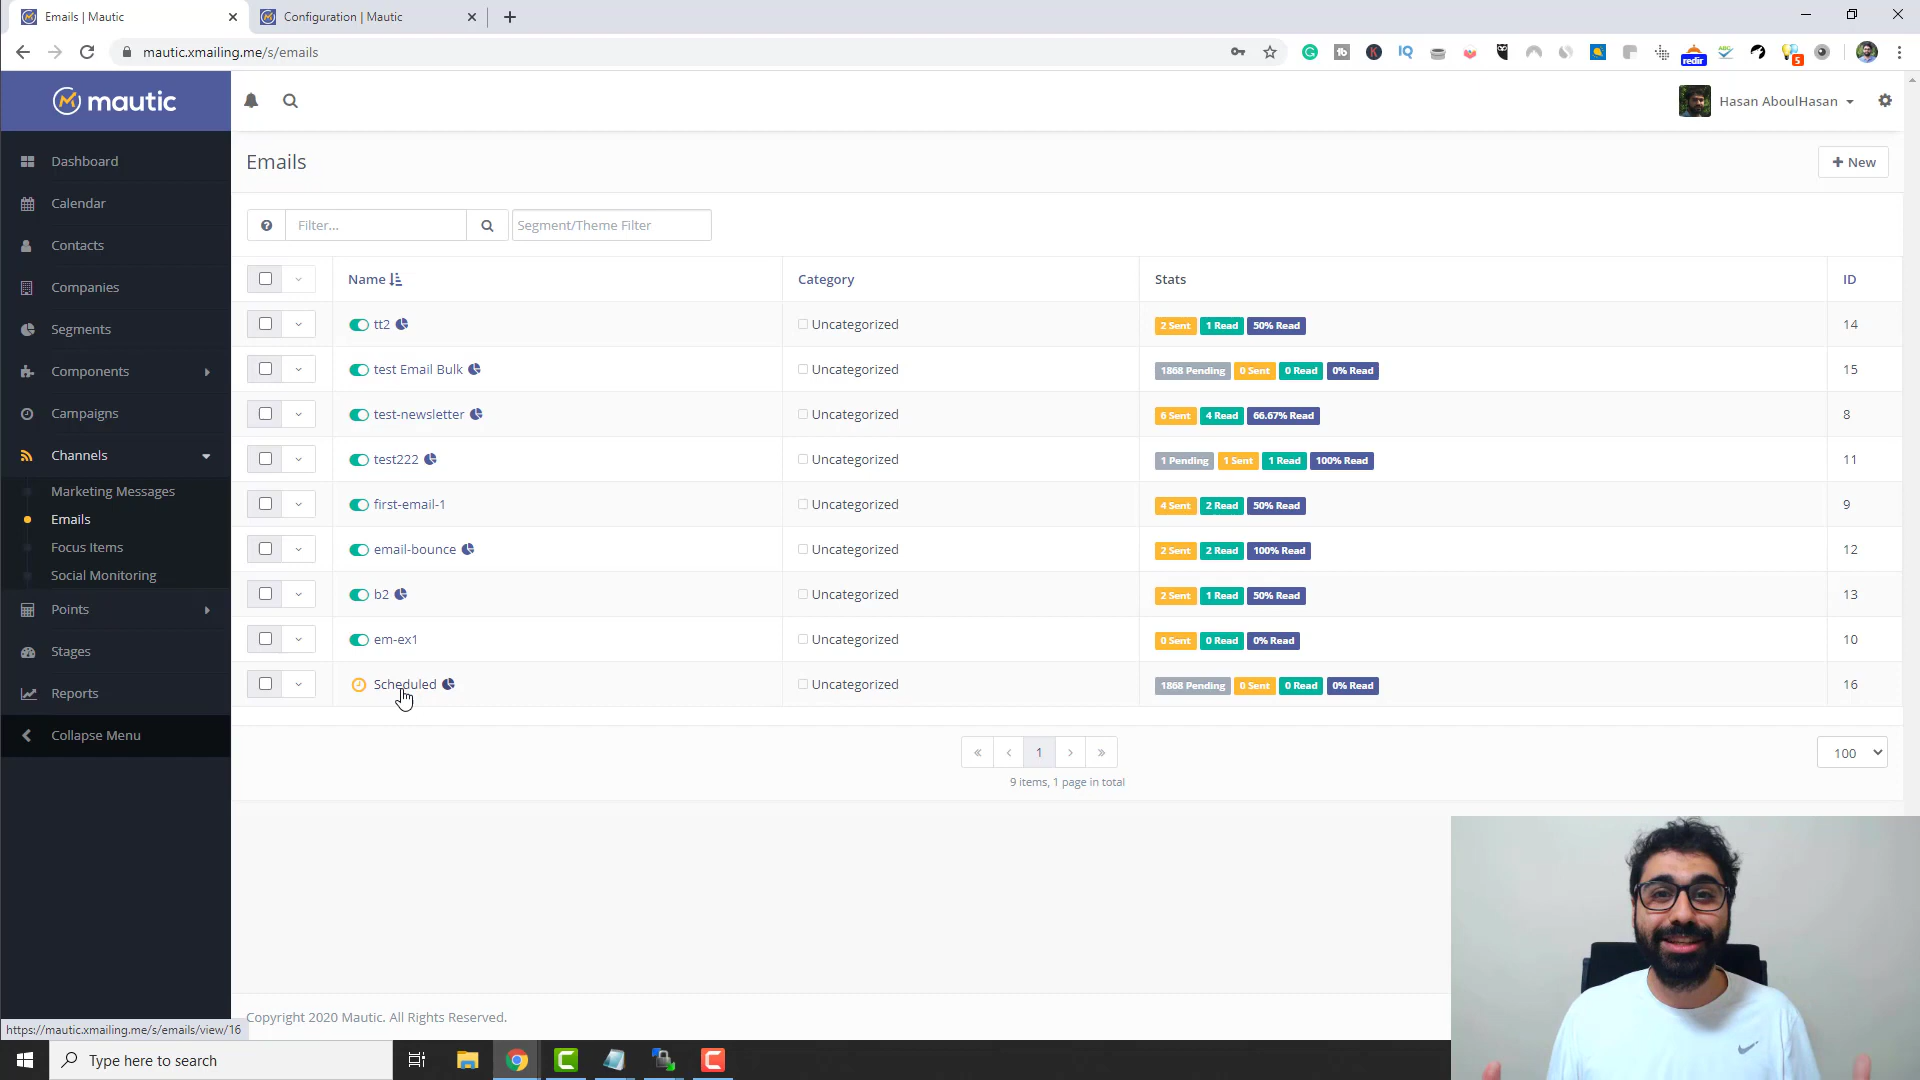 Emails | Mautic
Configuration | Mautic
mautic.xmailing.me/s/emails
redir
5
mautic
Hasan AboulHasan
Dashboard
Calendar
Contacts
Companies
Segments
Components
Campaigns
Channels
Marketing Messages
Emails
Focus Items
Social Monitoring
Points
Stages
Reports
Collapse Menu
Emails
New
Filter...
Segment/Theme Filter
Name Category Stats ID
tt2 Uncategorized 2 Sent 1 Read 50% Read 14
test Email Bulk Uncategorized 1868 Pending 0 Sent 0 Read 0% Read 15
test-newsletter Uncategorized 6 Sent 4 Read 66.67% Read 8
test222 Uncategorized 1 Pending 1 Sent 1 Read 100% Read 11
first-email-1 Uncategorized 4 Sent 2 Read 50% Read 9
email-bounce Uncategorized 2 Sent 2 Read 100% Read 12
b2 Uncategorized 2 Sent 1 Read 50% Read 13
em-ex1 Uncategorized 0 Sent 0 Read 0% Read 10
Scheduled Uncategorized 1868 Pending 0 Sent 0 Read 0% Read 16
« ‹ 1 › »
100
9 items, 1 page in total
Copyright 2020 Mautic. All Rights Reserved.
https://mautic.xmailing.me/s/emails/view/16
Type here to search